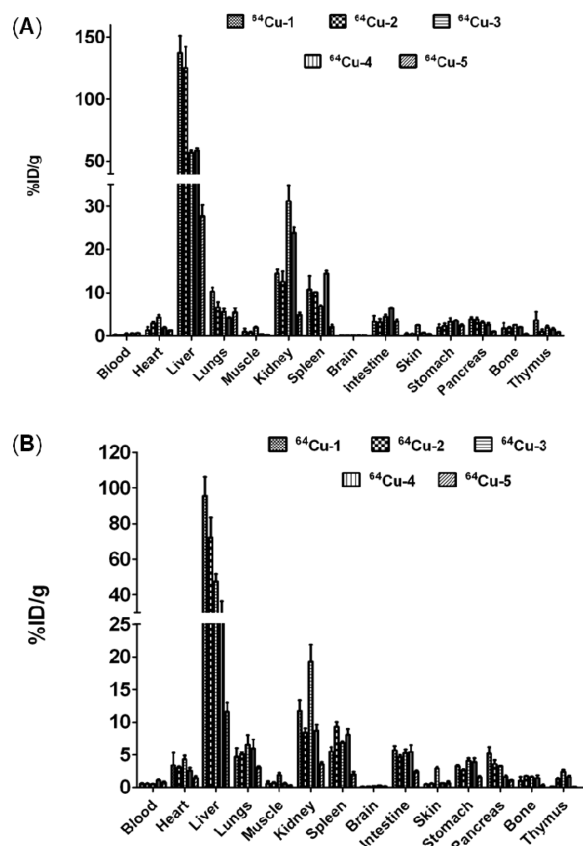 (A)
64Cu-1
64Cu-2
64Cu-3
64Cu-4
64Cu-5
%ID/g
150
100
50
30
20
10
0
Blood
Heart
Liver
Lungs
Muscle
Kidney
Spleen
Brain
Intestine
Skin
Stomach
Pancreas
Bone
Thymus
(B)
64Cu-1
64Cu-2
64Cu-3
64Cu-4
64Cu-5
%ID/g
120
100
80
60
40
25
20
15
10
5
0
Blood
Heart
Liver
Lungs
Muscle
Kidney
Spleen
Brain
Intestine
Skin
Stomach
Pancreas
Bone
Thymus